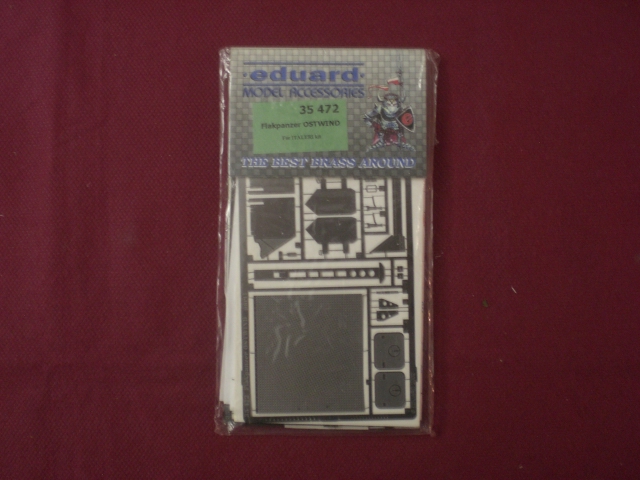 eduard
MODEL ACCESSORIES
35 472
Flakpanzer OSTWIND
THE BEST BRASS AROUND